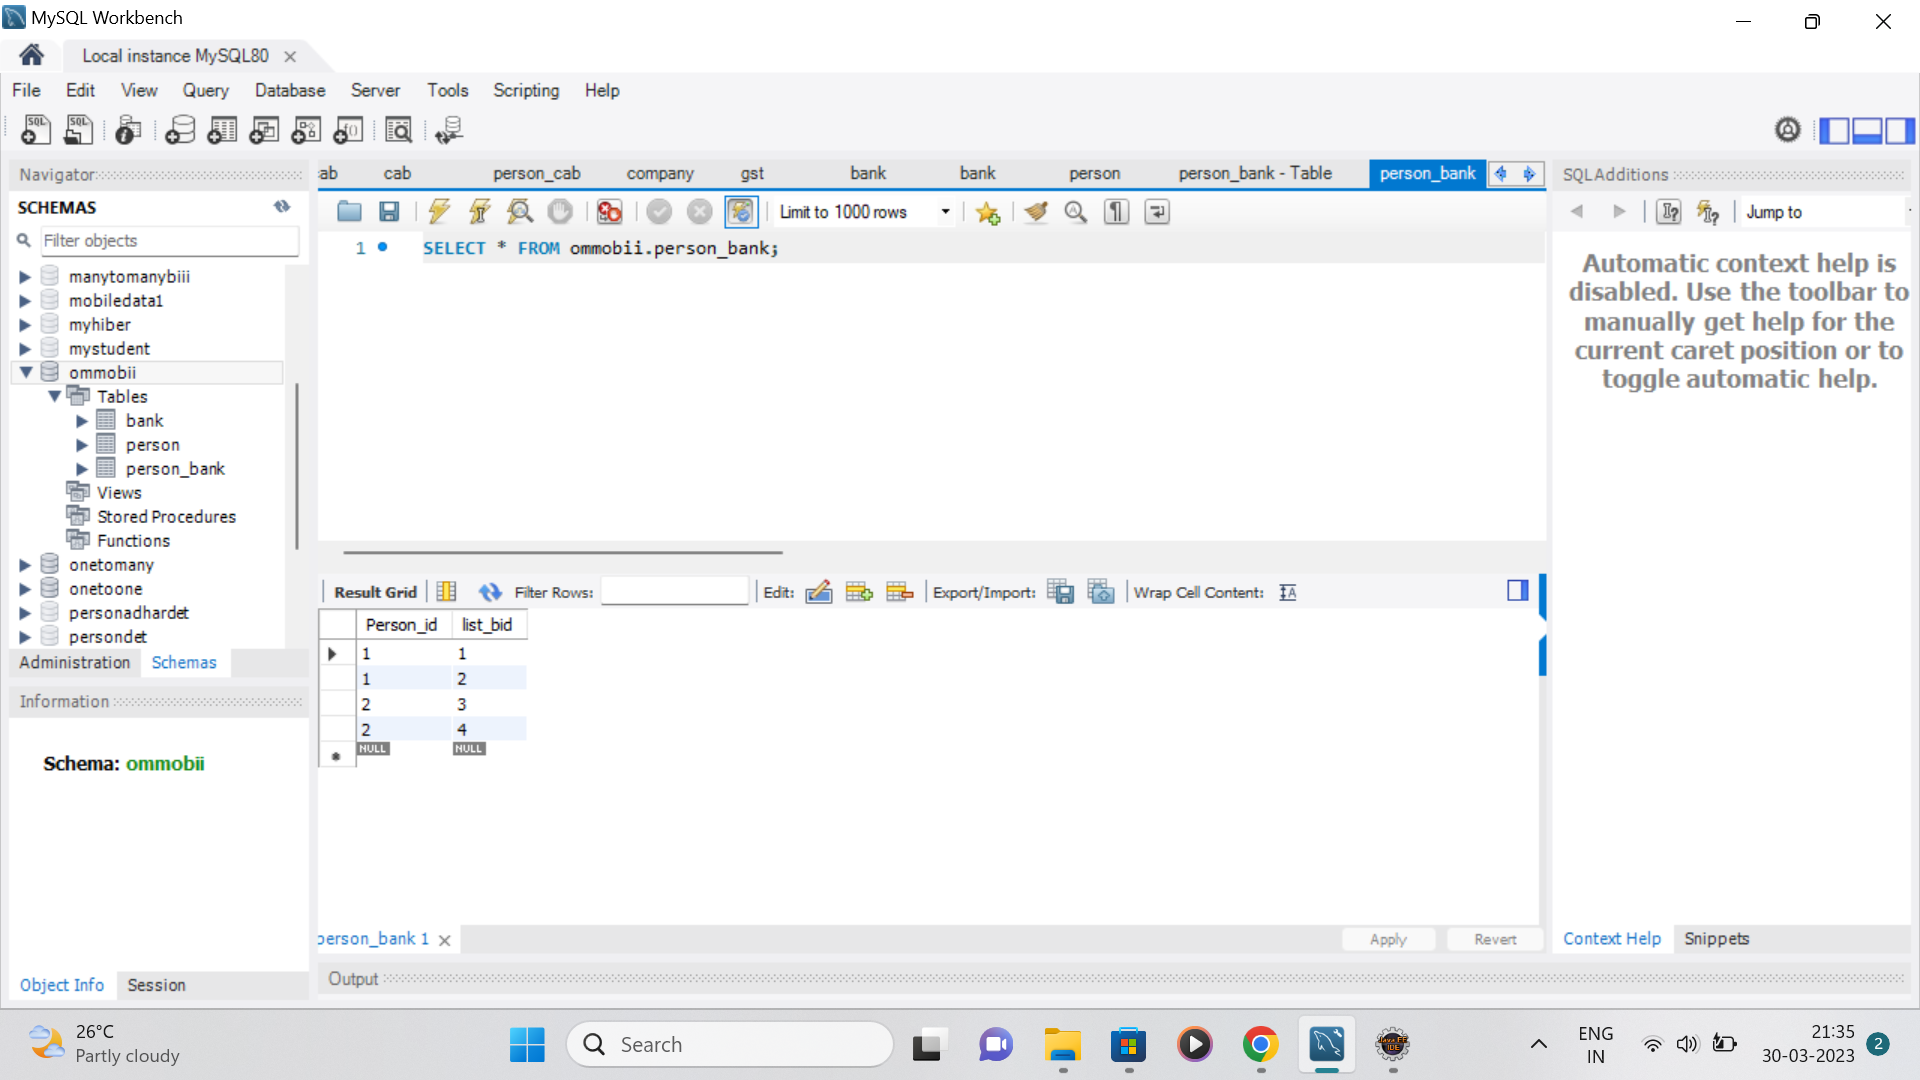 MySQL Workbench
Local instance MySQL80
File Edit View Query Database Server Tools Scripting Help
Navigator
SCHEMAS
Filter objects
manytomanybiii
mobiledata1
myhiber
mystudent
ommobii
Tables
bank
person
person_bank
Views
Stored Procedures
Functions
onetomany
onetoone
personadhardet
persondet
Administration Schemas
Information
Schema: ommobii
Object Info Session
ab cab person_cab company gst bank bank person person_bank - Table person_bank
Limit to 1000 rows
1 SELECT * FROM ommobii.person_bank;
Result Grid Filter Rows: Edit: Export/Import: Wrap Cell Content:
Person_id list_bid
1 1
1 2
2 3
2 4
NULL NULL
person_bank 1
Apply Revert
Output
SQLAdditions
Jump to
Automatic context help is
disabled. Use the toolbar to
manually get help for the
current caret position or to
toggle automatic help.
Context Help Snippets
26°C
Partly cloudy
Search
ENG
IN
21:35
30-03-2023
2